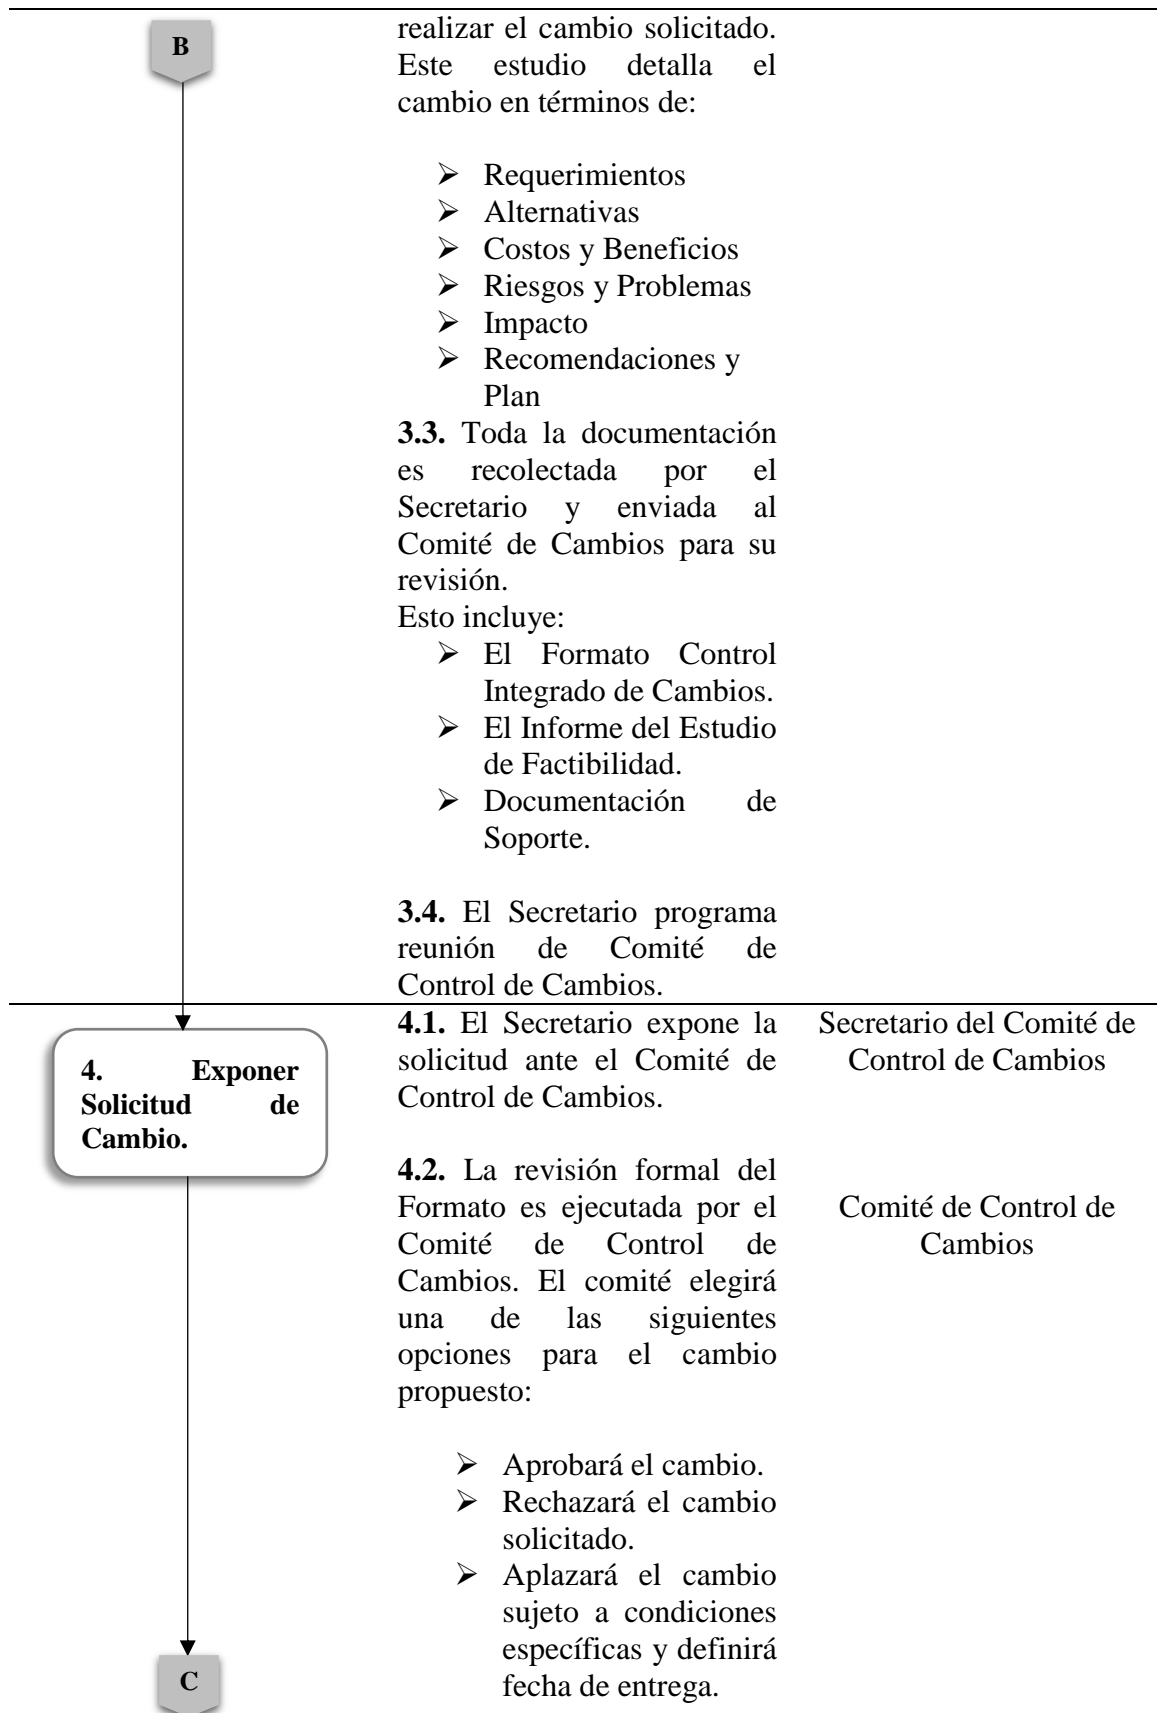 B
realizar el cambio solicitado.
Este estudio detalla el
cambio en términos de:
➢ Requerimientos
➢ Alternativas
➢ Costos y Beneficios
➢ Riesgos y Problemas
➢ Impacto
➢ Recomendaciones y
Plan
3.3. Toda la documentación
es recolectada por el
Secretario y enviada al
Comité de Cambios para su
revisión.
Esto incluye:
➢ El Formato Control
Integrado de Cambios.
➢ El Informe del Estudio
de Factibilidad.
➢ Documentación de
Soporte.
3.4. El Secretario programa
reunión de Comité de
Control de Cambios.
4. Exponer
Solicitud de
Cambio.
4.1. El Secretario expone la
solicitud ante el Comité de
Control de Cambios.
Secretario del Comité de
Control de Cambios
4.2. La revisión formal del
Formato es ejecutada por el
Comité de Control de
Cambios. El comité elegirá
una de las siguientes
opciones para el cambio
propuesto:
Comité de Control de
Cambios
➢ Aprobará el cambio.
➢ Rechazará el cambio
solicitado.
➢ Aplazará el cambio
sujeto a condiciones
específicas y definirá
fecha de entrega.
C